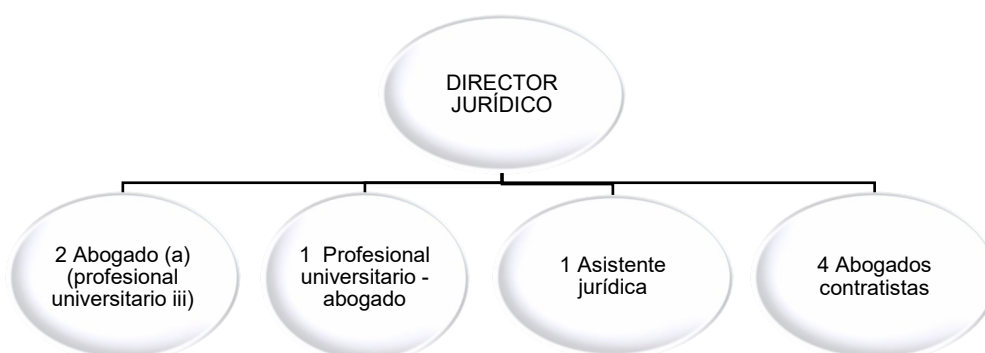 DIRECTOR
JURÍDICO
2 Abogado (a)
(profesional
universitario iii)
1 Profesional
universitario -
abogado
1 Asistente
jurídica
4 Abogados
contratistas